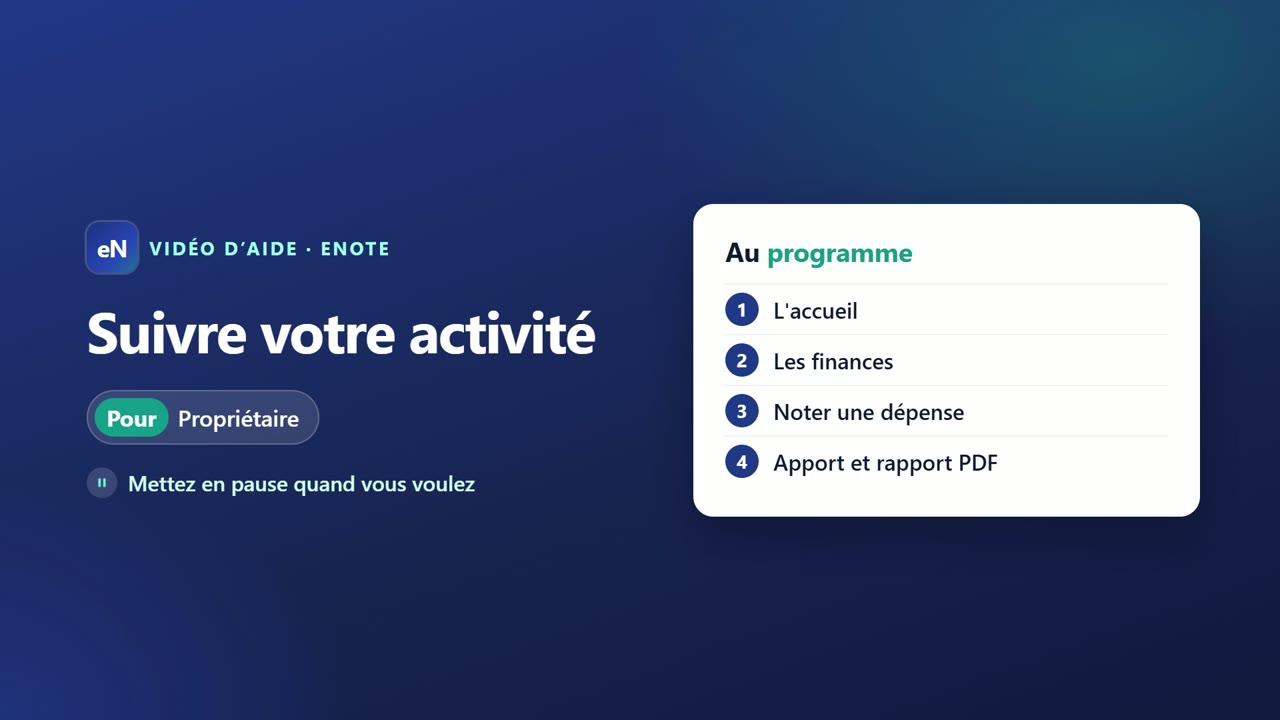 eN
VIDÉO D’AIDE · ENOTE
Suivre votre activité
Pour Propriétaire
Mettez en pause quand vous voulez
Au programme
1 L'accueil
2 Les finances
3 Noter une dépense
4 Apport et rapport PDF